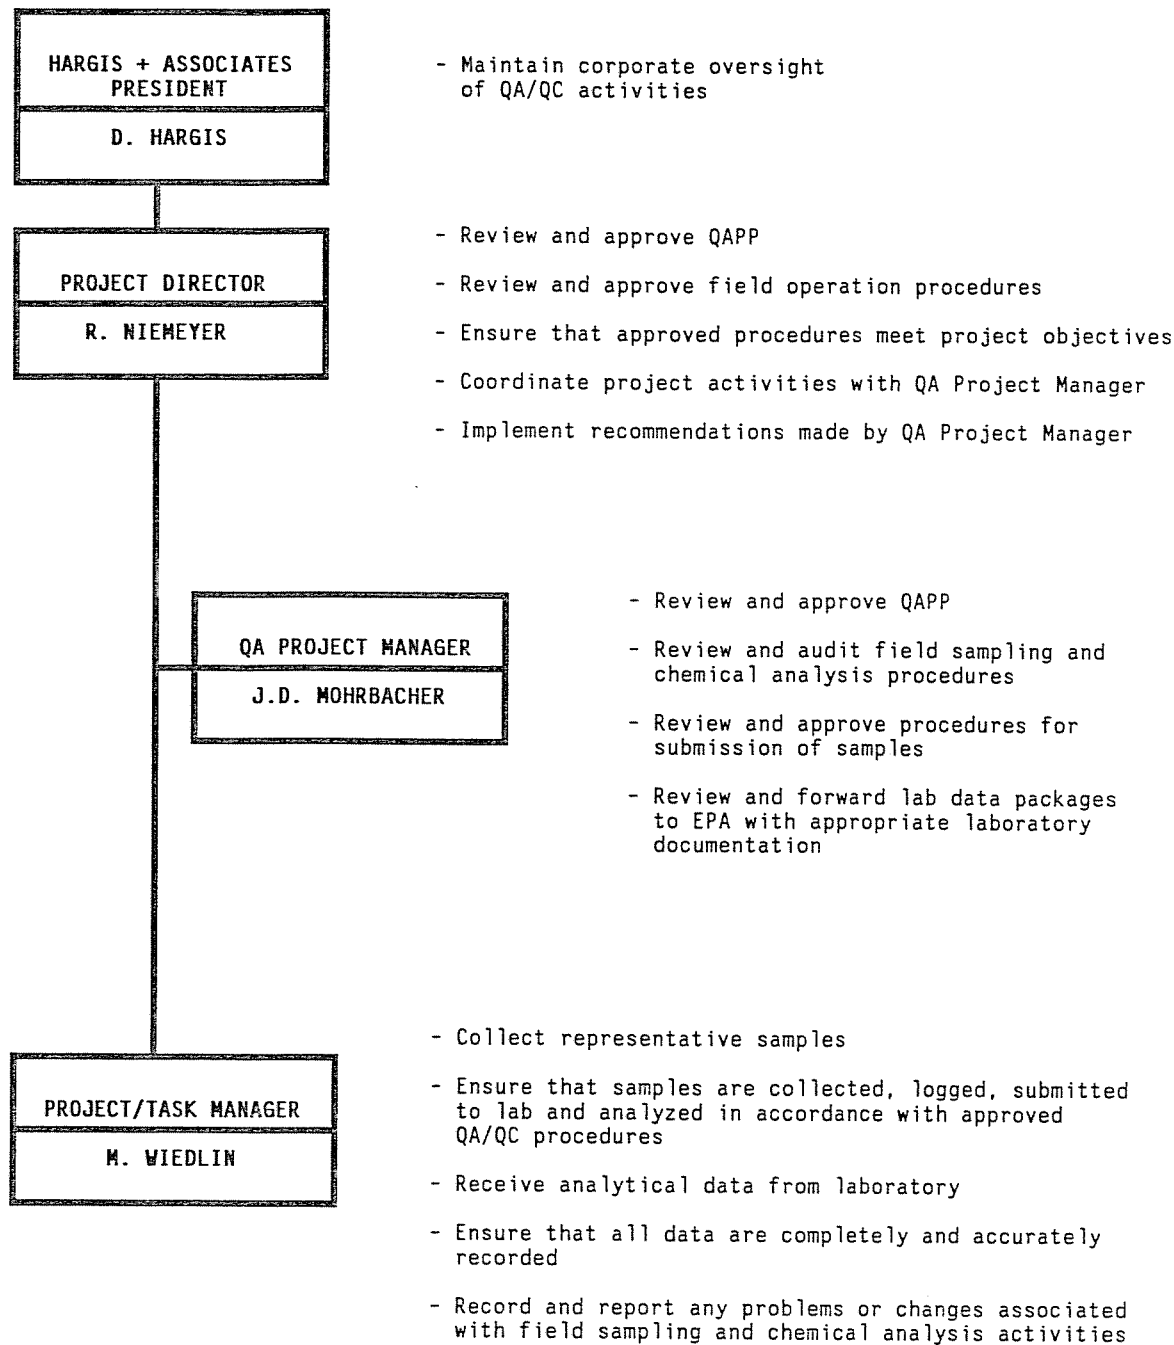 HARGIS + ASSOCIATES
PRESIDENT
D. HARGIS
- Maintain corporate oversight
of QA/QC activities
PROJECT DIRECTOR
R. NIEMEYER
- Review and approve QAPP
- Review and approve field operation procedures
- Ensure that approved procedures meet project objectives
- Coordinate project activities with QA Project Manager
- Implement recommendations made by QA Project Manager
QA PROJECT MANAGER
J.D. MOHRBACHER
- Review and approve QAPP
- Review and audit field sampling and
chemical analysis procedures
- Review and approve procedures for
submission of samples
- Review and forward lab data packages
to EPA with appropriate laboratory
documentation
PROJECT/TASK MANAGER
M. WIEDLIN
- Collect representative samples
- Ensure that samples are collected, logged, submitted
to lab and analyzed in accordance with approved
QA/QC procedures
- Receive analytical data from laboratory
- Ensure that all data are completely and accurately
recorded
- Record and report any problems or changes associated
with field sampling and chemical analysis activities